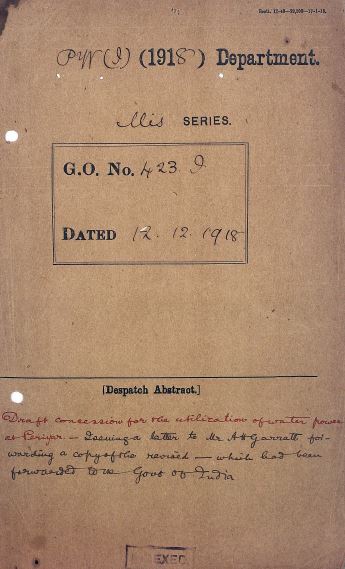 PW (I) (1918) Department.
Mis SERIES.
G.O. No. 423 I
DATED 12.12.1918
[Despatch Abstract.]
Draft concession for the utilization of water power
at Periyar. — Issuing a letter to Mr A H Garratt for-
warding a copy of the revised — which had been
forwarded to the Govt of India
EXED